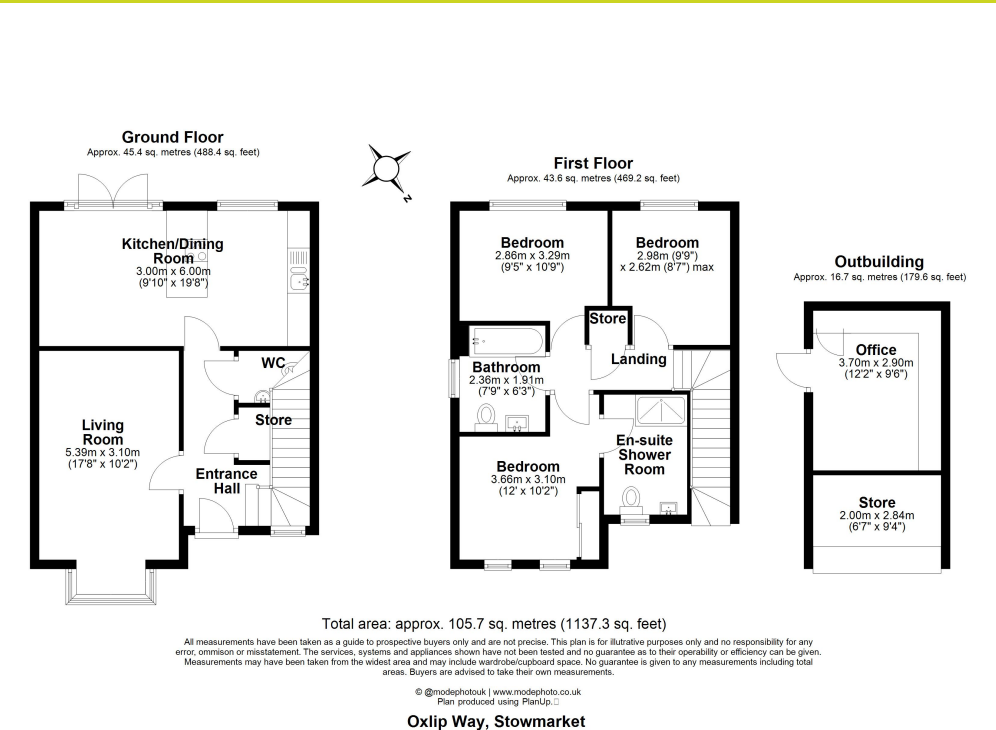 Ground Floor
Approx. 45.4 sq. metres (488.4 sq. feet)
Kitchen/Dining
Room
3.00m x 6.00m
(9'10" x 19'8")
WC
Store
Living
Room
5.39m x 3.10m
(17'8" x 10'2")
Entrance
Hall
N
First Floor
Approx. 43.6 sq. metres (469.2 sq. feet)
Bedroom
2.86m x 3.29m
(9'5" x 10'9")
Bedroom
2.98m (9'9")
x 2.62m (8'7") max
Store
Landing
Bathroom
2.36m x 1.91m
(7'9" x 6'3")
En-suite
Shower
Room
Bedroom
3.66m x 3.10m
(12' x 10'2")
Outbuilding
Approx. 16.7 sq. metres (179.6 sq. feet)
Office
3.70m x 2.90m
(12'2" x 9'6")
Store
2.00m x 2.84m
(6'7" x 9'4")
Total area: approx. 105.7 sq. metres (1137.3 sq. feet)
All measurements have been taken as a guide to prospective buyers only and are not precise. This plan is for illutrative purposes only and no responsibility for any
error, ommison or misstatement. The services, systems and appliances shown have not been tested and no guarantee as to their operability or efficiency can be given.
Measurements may have been taken from the widest area and may include wardrobe/cupboard space. No guarantee is given to any measurements including total
areas. Buyers are advised to take their own measurements.
© @modephotouk | www.modephoto.co.uk
Plan produced using PlanUp.
Oxlip Way, Stowmarket